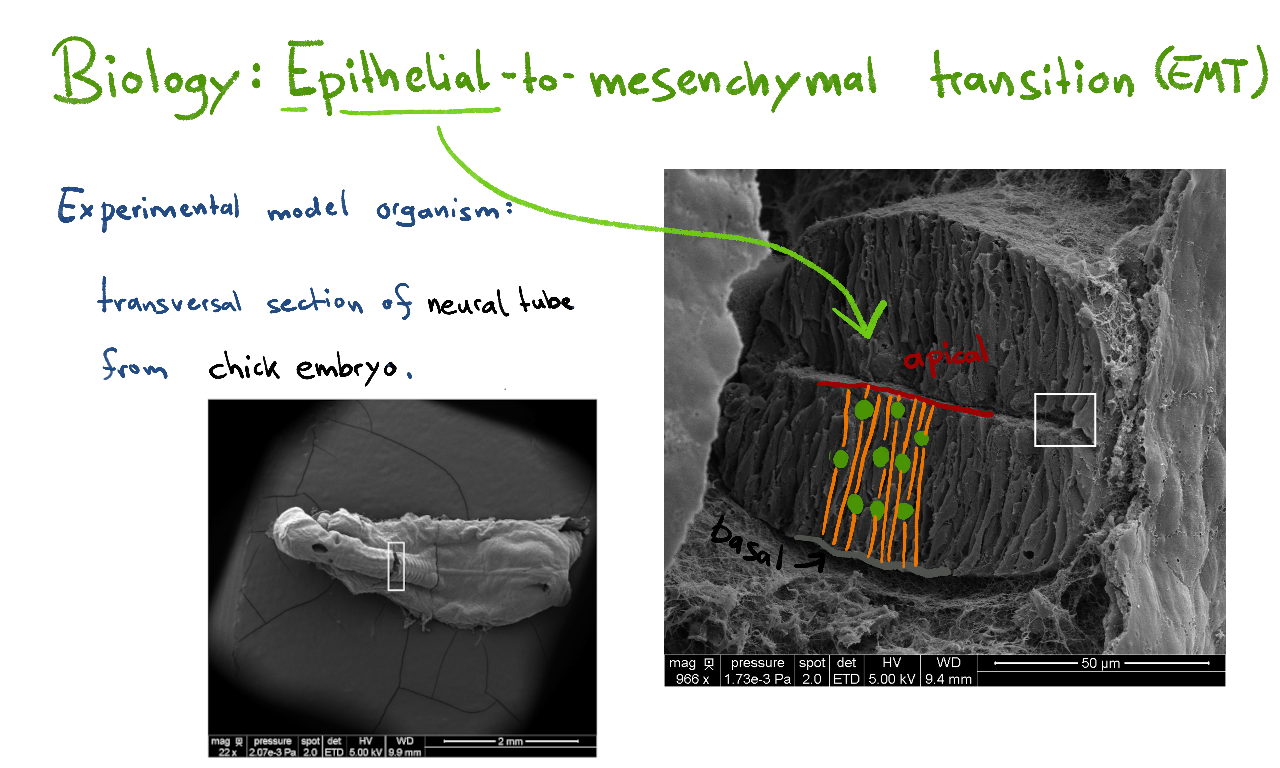 Biology: Epithelial-to-mesenchymal transition (EMT)
Experimental model organism:
transversal section of neural tube
from chick embryo.
apical
basal
mag pressure spot det HV WD 50 µm
966 x 1.73e-3 Pa 2.0 ETD 5.00 kV 9.4 mm
mag pressure spot det HV WD 2 mm
22 x 2.07e-3 Pa 2.0 ETD 5.00 kV 9.9 mm